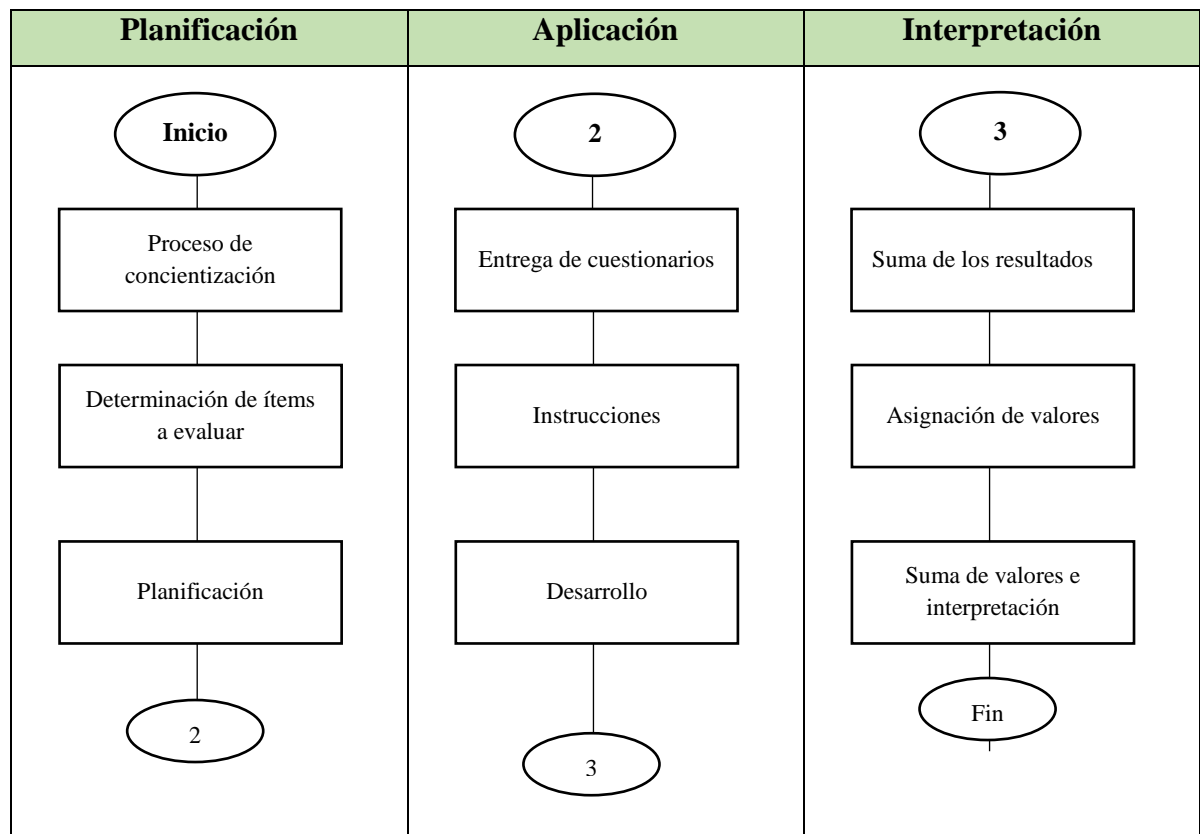 Planificación
Aplicación
Interpretación
Inicio
Proceso de
concientización
Determinación de ítems
a evaluar
Planificación
2
2
Entrega de cuestionarios
Instrucciones
Desarrollo
3
3
Suma de los resultados
Asignación de valores
Suma de valores e
interpretación
Fin